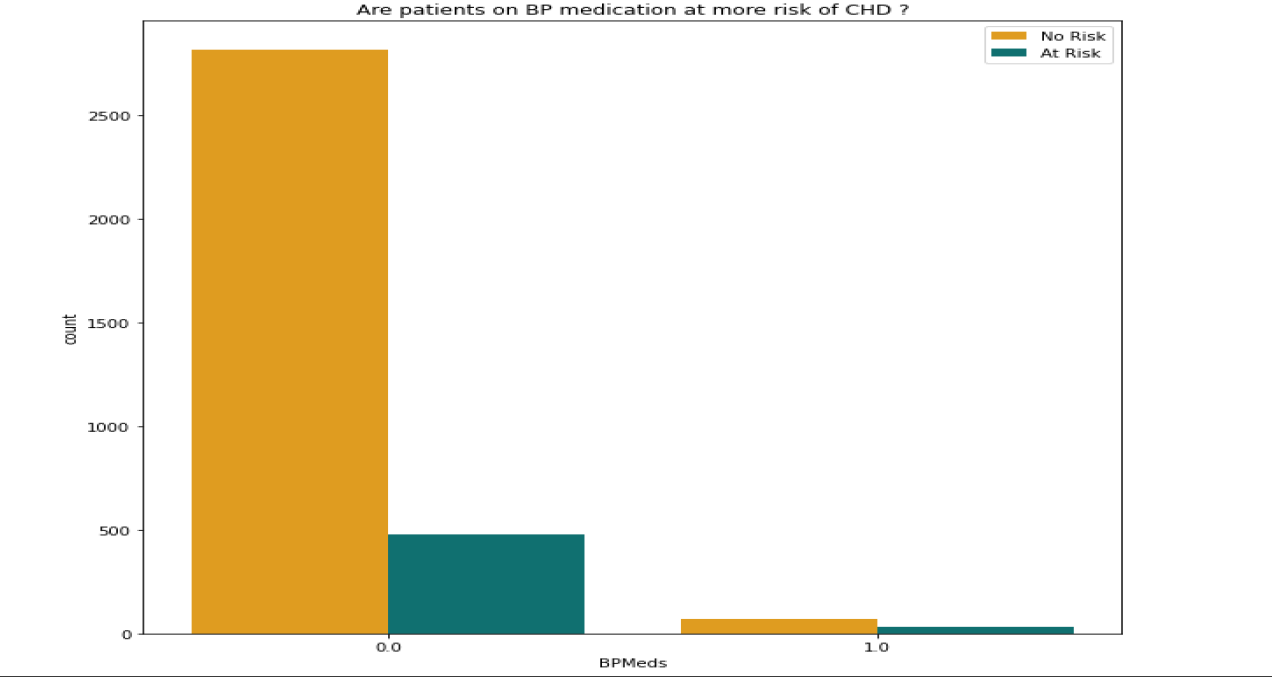 Are patients on BP medication at more risk of CHD ?
No Risk
At Risk
2500
2000
1500
1000
500
0
count
0.0
1.0
BPMeds